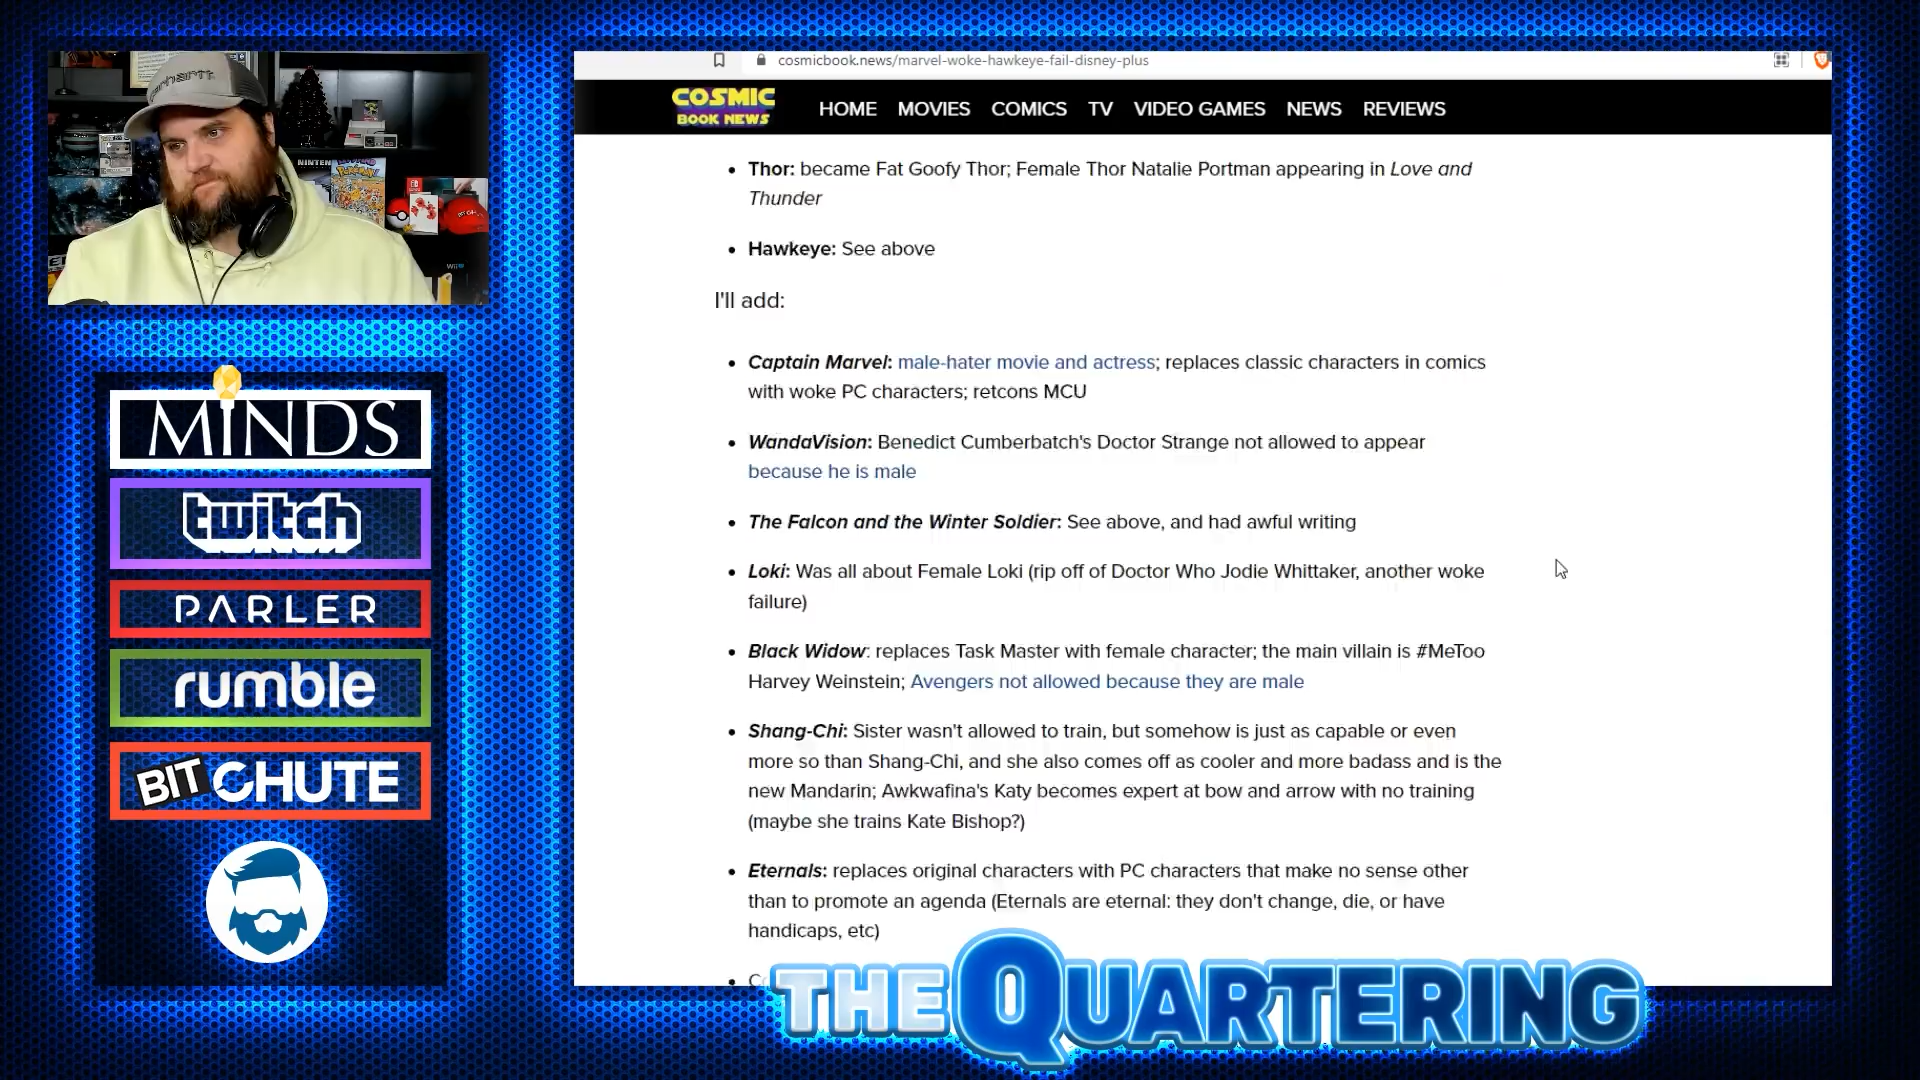 cosmicbook.news/marvel-woke-hawkeye-fail-disney-plus
COSMIC
BOOK NEWS
HOME MOVIES COMICS TV VIDEO GAMES NEWS REVIEWS
Thor: became Fat Goofy Thor; Female Thor Natalie Portman appearing in Love and
Thunder
Hawkeye: See above
I'll add:
Captain Marvel: male-hater movie and actress; replaces classic characters in comics
with woke PC characters; retcons MCU
WandaVision: Benedict Cumberbatch's Doctor Strange not allowed to appear
because he is male
The Falcon and the Winter Soldier: See above, and had awful writing
Loki: Was all about Female Loki (rip off of Doctor Who Jodie Whittaker, another woke
failure)
Black Widow: replaces Task Master with female character; the main villain is #MeToo
Harvey Weinstein; Avengers not allowed because they are male
Shang-Chi: Sister wasn't allowed to train, but somehow is just as capable or even
more so than Shang-Chi, and she also comes off as cooler and more badass and is the
new Mandarin; Awkwafina's Katy becomes expert at bow and arrow with no training
(maybe she trains Kate Bishop?)
Eternals: replaces original characters with PC characters that make no sense other
than to promote an agenda (Eternals are eternal: they don't change, die, or have
handicaps, etc)
carhartt
NINTEN
POKéMON
WiiU
MINDS
twitch
PARLER
rumble
BITCHUTE
THE QUARTERING